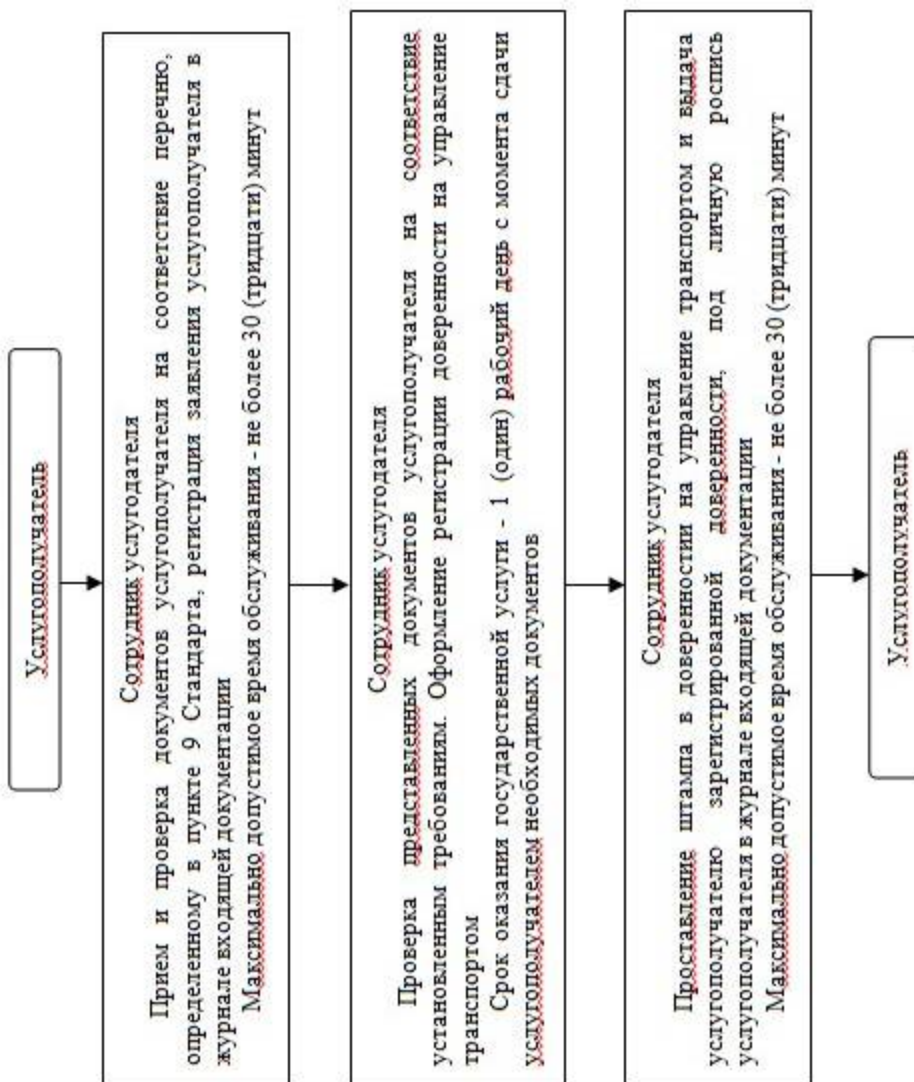 Услугополучатель
Сотрудник услугодателя
Прием и проверка документов услугополучателя на соответствие перечню,
определенному в пункте 9 Стандарта, регистрация заявления услугополучателя в
журнале входящей документации
Максимально допустимое время обслуживания - не более 30 (тридцати) минут
Сотрудник услугодателя
Проверка представленных документов услугополучателя на соответствие
установленным требованиям. Оформление регистрации доверенности на управление
транспортом
Срок оказания государственной услуги - 1 (один) рабочий день с момента сдачи
услугополучателем необходимых документов
Сотрудник услугодателя
Проставление штампа в доверенности на управление транспортом и выдача
услугополучателю зарегистрированной доверенности, под личную роспись
услугополучателя в журнале входящей документации
Максимально допустимое время обслуживания - не более 30 (тридцати) минут
Услугополучатель